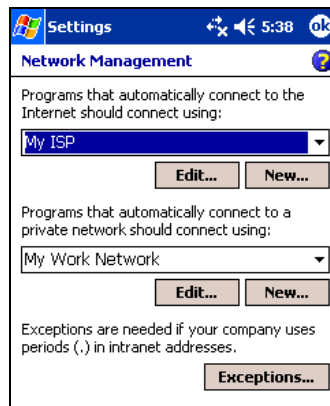 Settings 5:38 ok
Network Management ?
Programs that automatically connect to the
Internet should connect using:
My ISP
Edit... New...
Programs that automatically connect to a
private network should connect using:
My Work Network
Edit... New...
Exceptions are needed if your company uses
periods (.) in intranet addresses.
Exceptions...